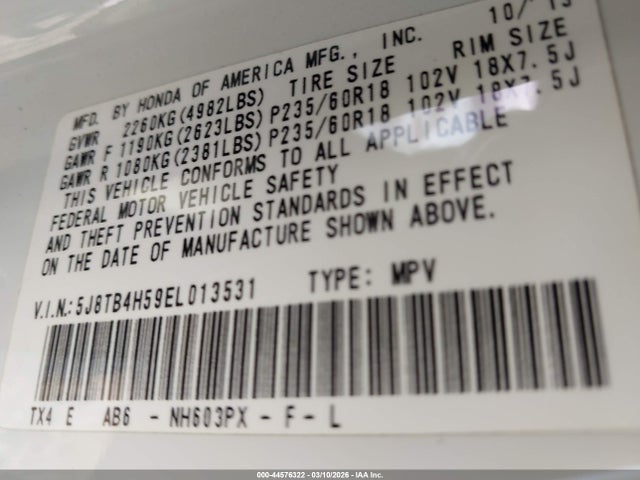 10/13
MFD. BY HONDA OF AMERICA MFG., INC.
GVWR 2260KG(4982LBS) TIRE SIZE RIM SIZE
GAWR F 1190KG(2623LBS) P235/60R18 102V 18X7.5J
GAWR R 1080KG(2381LBS) P235/60R18 102V 18X7.5J
THIS VEHICLE CONFORMS TO ALL APPLICABLE
FEDERAL MOTOR VEHICLE SAFETY
AND THEFT PREVENTION STANDARDS IN EFFECT
ON THE DATE OF MANUFACTURE SHOWN ABOVE.
V.I.N.:5J8TB4H59EL013531 TYPE: MPV
TX4 E AB6 - NH603PX - F - L
000-44576322 - 03/10/2026 - IAA Inc.